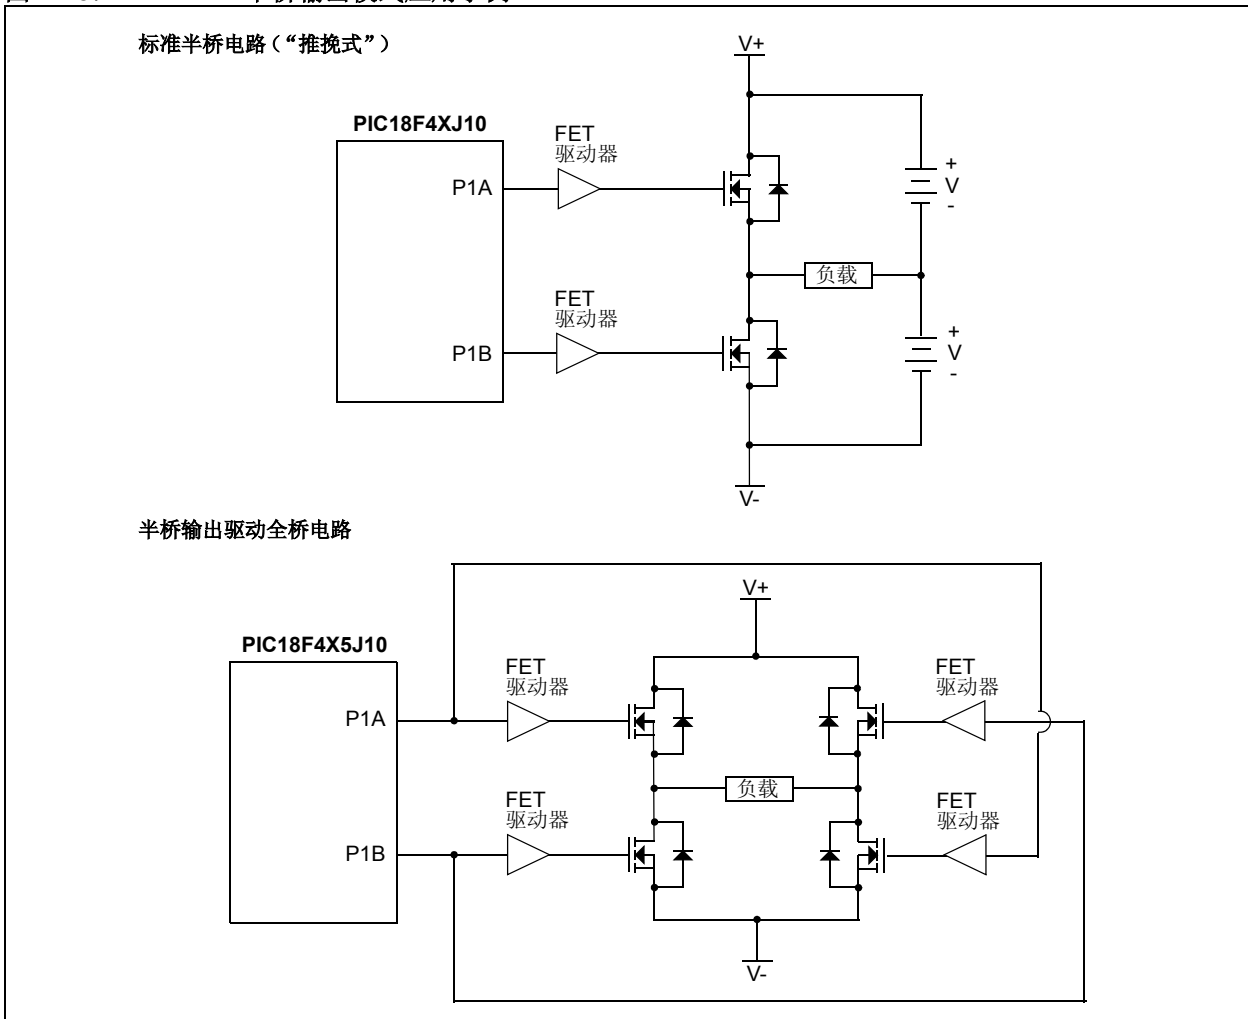 标准半桥电路（“推挽式”）
V+
PIC18F4XJ10
FET
驱动器
P1A
+
V
-
负载
FET
驱动器
P1B
+
V
-
V-
半桥输出驱动全桥电路
V+
PIC18F4X5J10
FET
驱动器
FET
驱动器
P1A
负载
FET
驱动器
FET
驱动器
P1B
V-